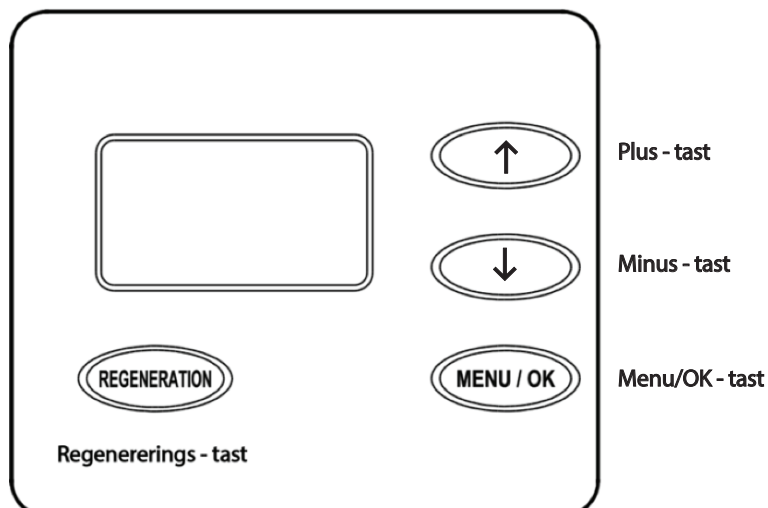 ↑
Plus - tast
↓
Minus - tast
REGENERATION
MENU / OK
Menu/OK - tast
Regenererings - tast